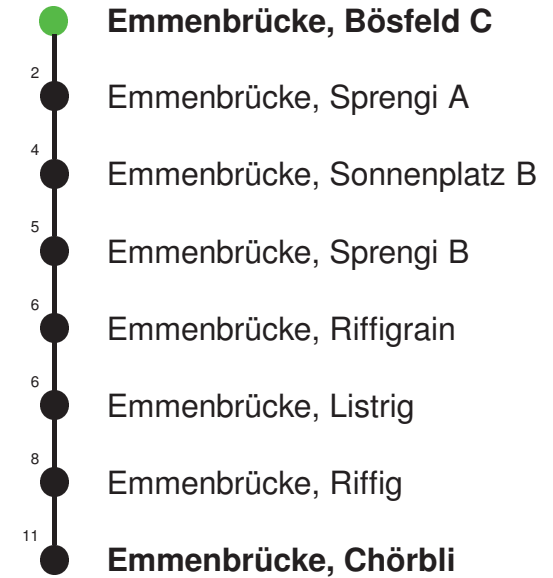 Emmenbrücke, Bösfeld C
2 Emmenbrücke, Sprengi A
4 Emmenbrücke, Sonnenplatz B
5 Emmenbrücke, Sprengi B
6 Emmenbrücke, Riffigrain
6 Emmenbrücke, Listrig
8 Emmenbrücke, Riffig
11 Emmenbrücke, Chörbli